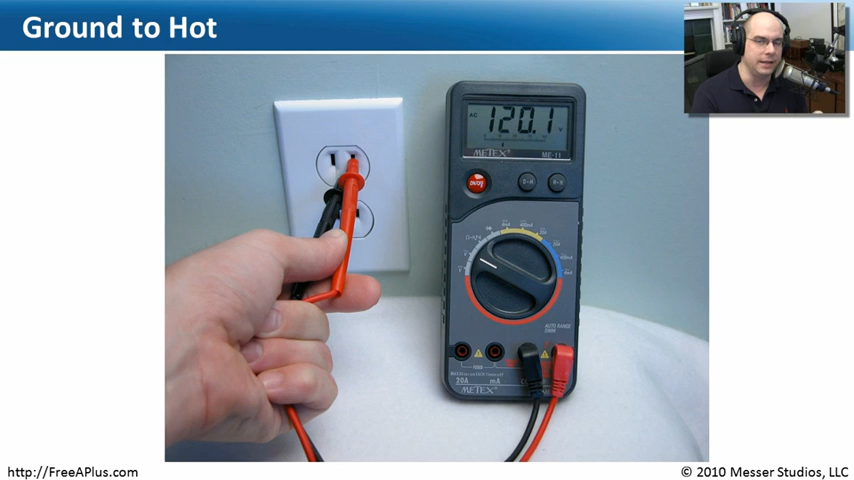 Ground to Hot
AC 120.1 V
METEX ME-11
ON/OFF D-H R-H
AUTO RANGE
DMM
20A mA
METEX
http://FreeAPlus.com
© 2010 Messer Studios, LLC